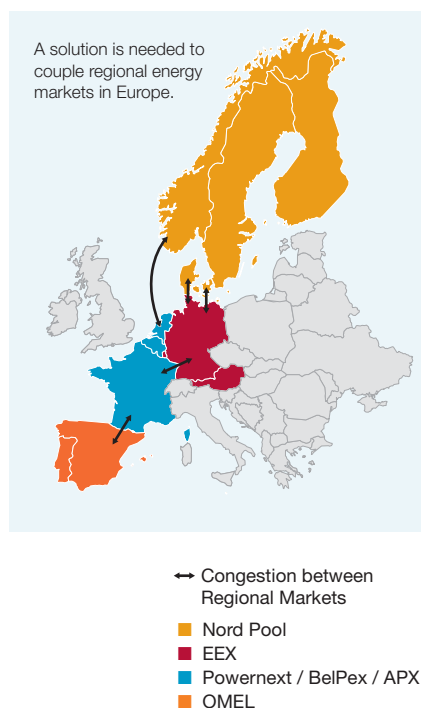 A solution is needed to
couple regional energy
markets in Europe.
Congestion between
Regional Markets
Nord Pool
EEX
Powernext / BelPex / APX
OMEL